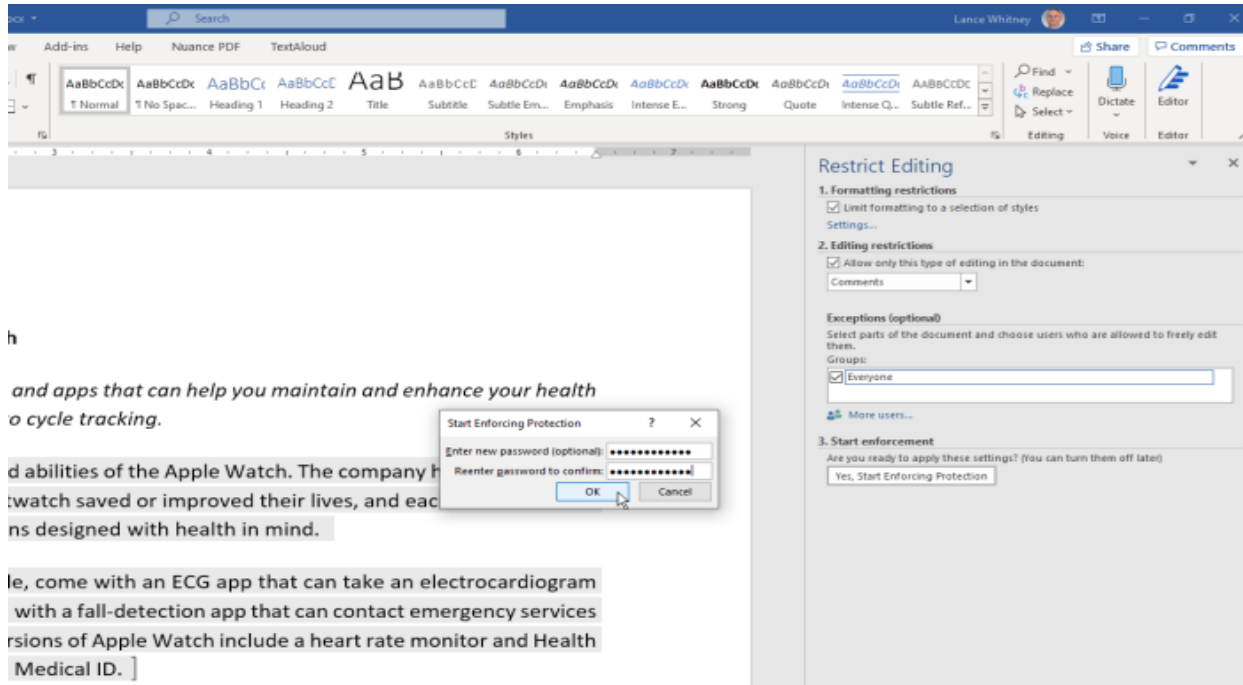 Search
Lance Whitney
Add-ins Help Nuance PDF TextAloud
Share Comments
¶ AaBbCcDc AaBbCcDc AaBbCc AaBbCcC AaB AaBbCcC AaBbCcDc AaBbCcDc AaBbCcDc AaBbCcDc AaBbCcDc AaBbCcDc AABBCCDC
¶ Normal ¶ No Spac... Heading 1 Heading 2 Title Subtitle Subtle Em... Emphasis Intense E... Strong Quote Intense Q... Subtle Ref...
Find
Replace
Select
Dictate
Editor
Styles
Editing Voice Editor
3 4 5 6 7
h
and apps that can help you maintain and enhance your health
o cycle tracking.
d abilities of the Apple Watch. The company h
twatch saved or improved their lives, and eac
ns designed with health in mind.
le, come with an ECG app that can take an electrocardiogram
with a fall-detection app that can contact emergency services
rsions of Apple Watch include a heart rate monitor and Health
Medical ID. ]
Start Enforcing Protection ? ×
Enter new password (optional): ••••••••••••
Reenter password to confirm: ••••••••••••
OK Cancel
Restrict Editing
1. Formatting restrictions
Limit formatting to a selection of styles
Settings...
2. Editing restrictions
Allow only this type of editing in the document:
Comments
Exceptions (optional)
Select parts of the document and choose users who are allowed to freely edit
them.
Groups:
Everyone
More users...
3. Start enforcement
Are you ready to apply these settings? (You can turn them off later)
Yes, Start Enforcing Protection